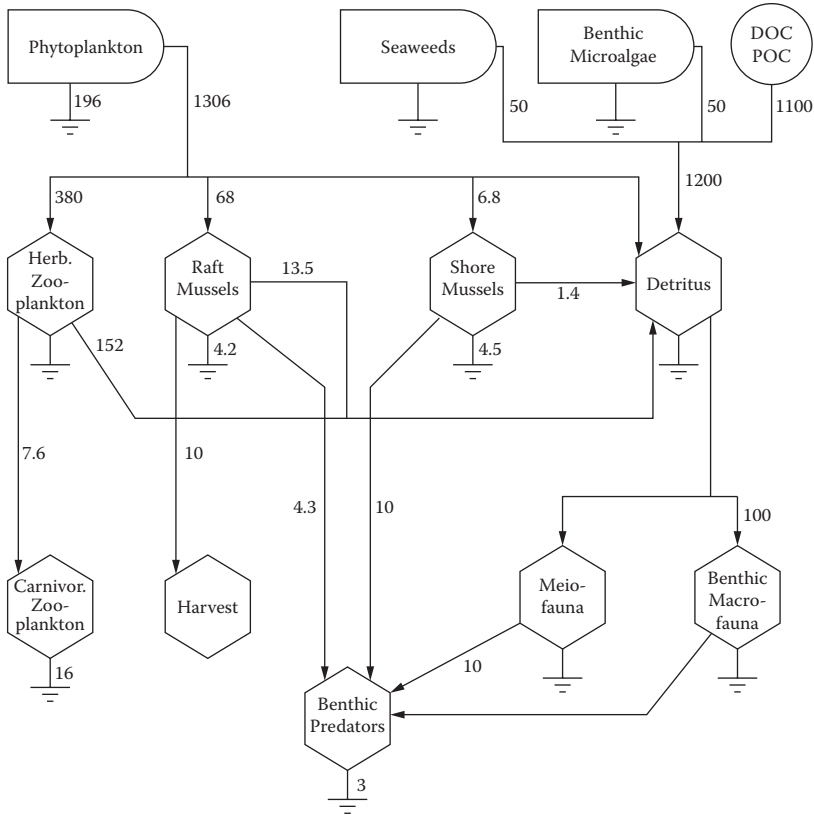 Phytoplankton
Seaweeds
Benthic
Microalgae
DOC
POC
196
1306
50
50
1100
1200
380
68
6.8
Herb.
Zoo-
plankton
Raft
Mussels
13.5
Shore
Mussels
1.4
Detritus
152
4.2
4.5
7.6
10
4.3
10
100
Carnivor.
Zoo-
plankton
Harvest
Meio-
fauna
Benthic
Macro-
fauna
16
10
Benthic
Predators
3